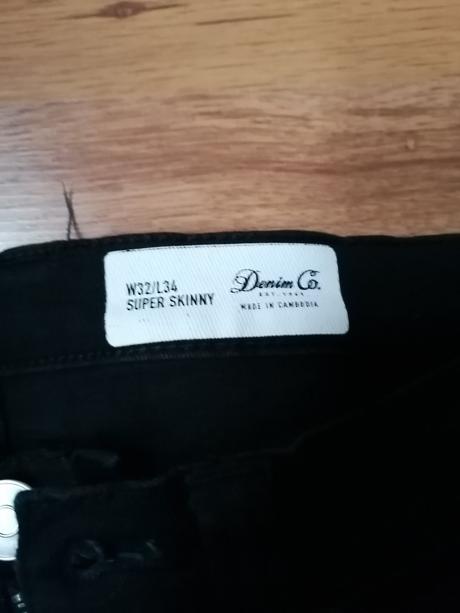 W32/L34
SUPER SKINNY
Denim Co.
MADE IN CAMBODIA